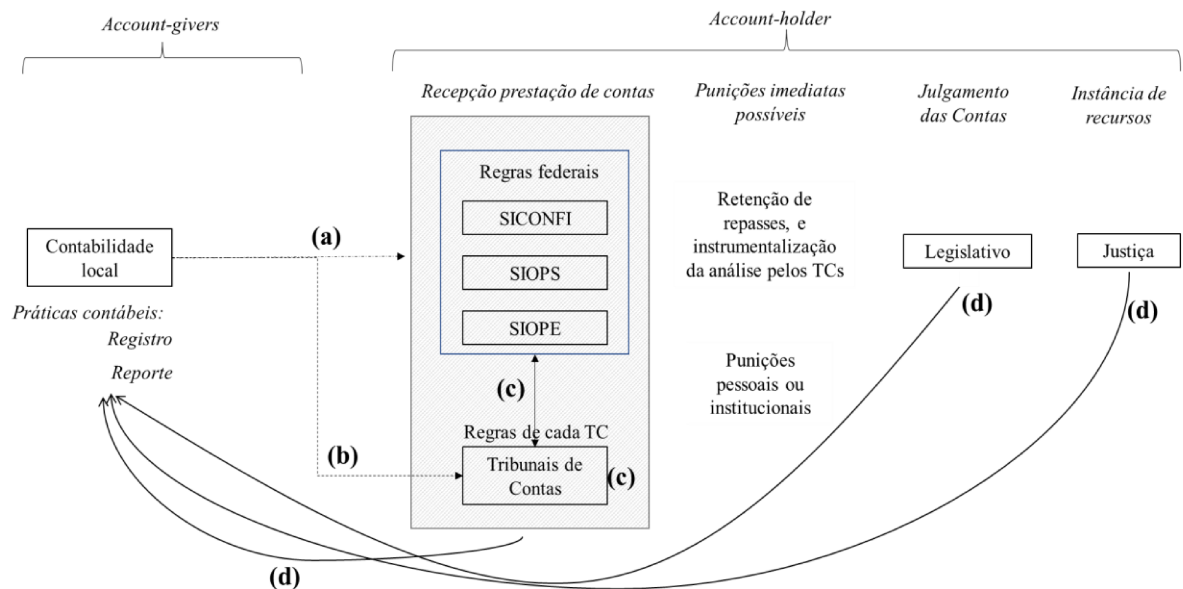 Account-givers
Account-holder
Recepção prestação de contas
Punições imediatas
possíveis
Julgamento
das Contas
Instância de
recursos
Regras federais
SICONFI
SIOPS
SIOPE
(a)
Contabilidade
local
Práticas contábeis:
Registro
Reporte
Retenção de
repasses, e
instrumentalização
da análise pelos TCs
Legislativo
Justiça
(d)
(d)
Punições
pessoais ou
institucionais
(c)
Regras de cada TC
(b)
Tribunais de
Contas
(c)
(d)